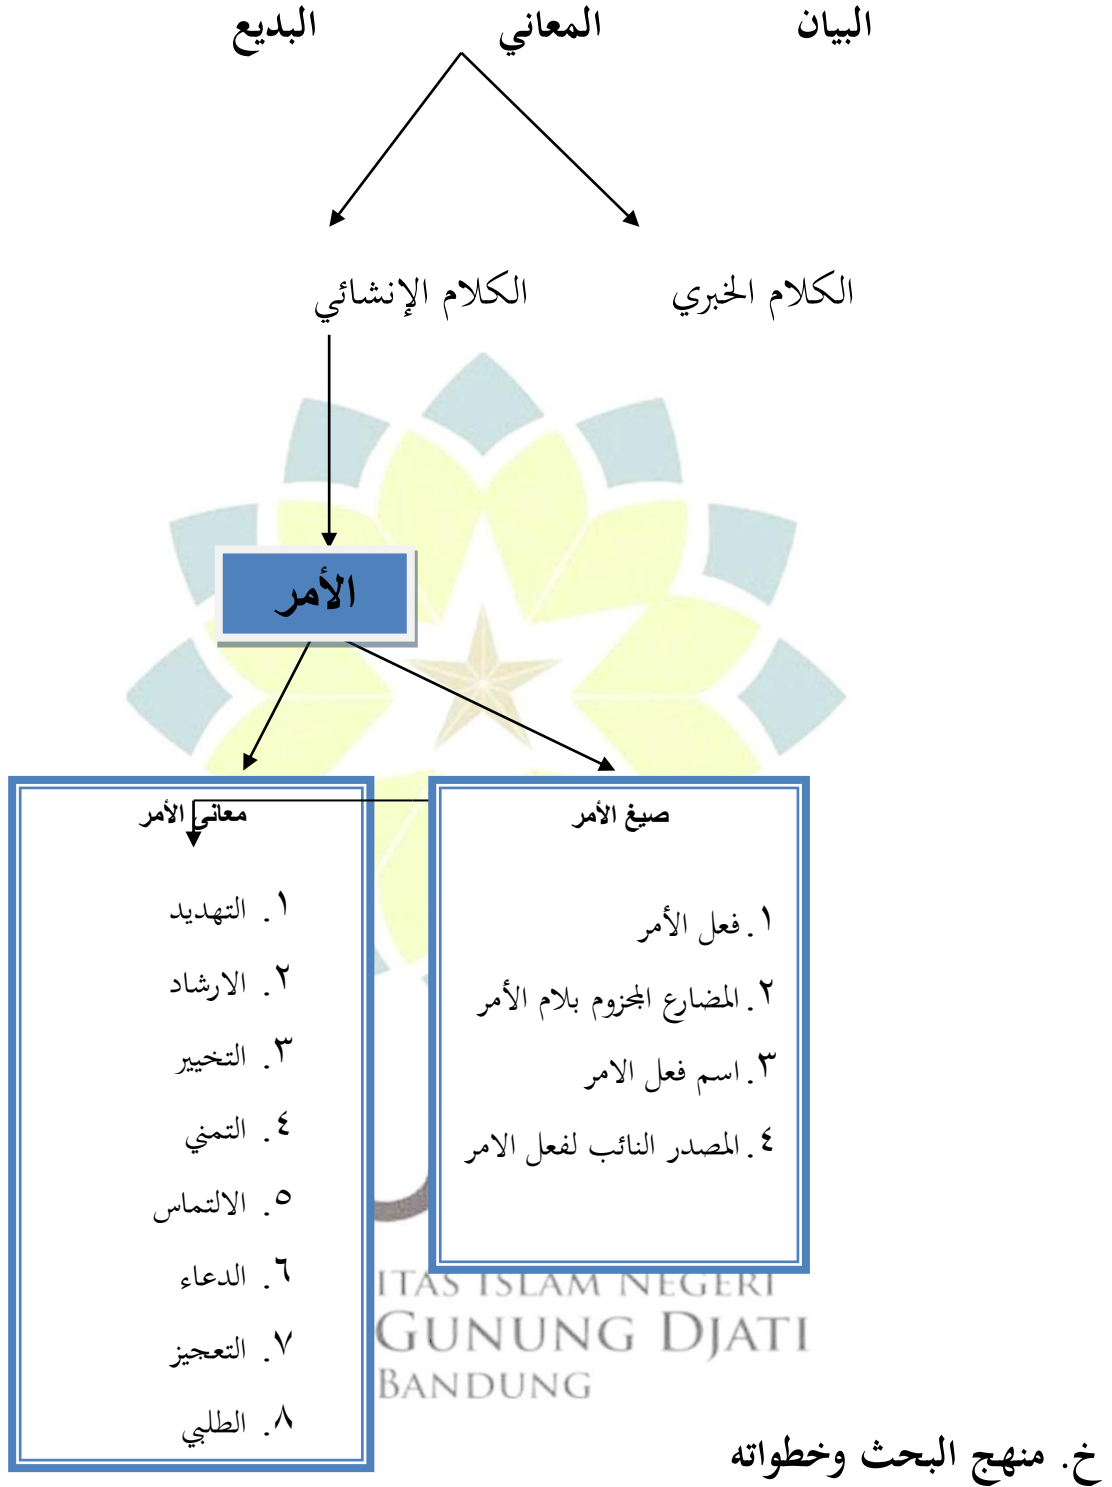 البيان المعاني البديع
الكلام الخبري الكلام الإنشائي
الأمر
صيغ الأمر
١. فعل الأمر
٢. المضارع المجزوم بلام الأمر
٣. اسم فعل الامر
٤. المصدر النائب لفعل الامر
معاني الأمر
١. التهديد
٢. الارشاد
٣. التخيير
٤. التمني
٥. الالتماس
٦. الدعاء
٧. التعجيز
٨. الطلبي
ITAS ISLAM NEGERI
GUNUNG DJATI
BANDUNG
خ. منهج البحث وخطواته